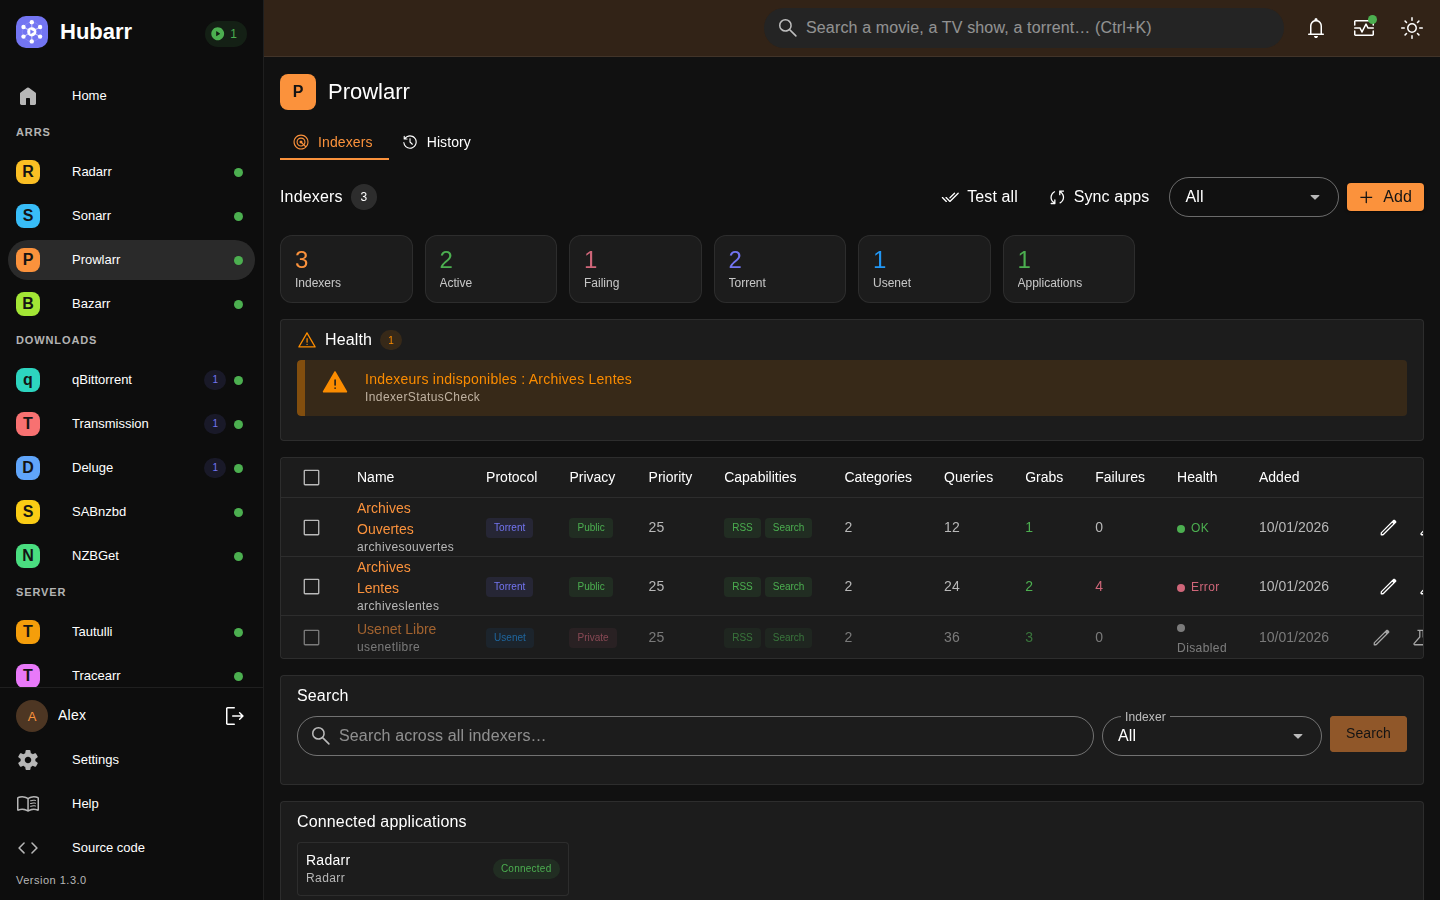 Hubarr
1
Search a movie, a TV show, a torrent… (Ctrl+K)
Home
ARRS
R Radarr
S Sonarr
P Prowlarr
B Bazarr
DOWNLOADS
q qBittorrent 1
T Transmission 1
D Deluge 1
S SABnzbd
N NZBGet
SERVER
T Tautulli
T Tracearr
A Alex
Settings
Help
Source code
Version 1.3.0
P Prowlarr
Indexers History
Indexers 3
Test all Sync apps All Add
3 2 1 2 1 1
Indexers Active Failing Torrent Usenet Applications
Health 1
Indexeurs indisponibles : Archives Lentes
IndexerStatusCheck
Name Protocol Privacy Priority Capabilities Categories Queries Grabs Failures Health Added
Archives
Ouvertes
archivesouvertes
Torrent Public 25 RSS Search 2 12 1 0 OK 10/01/2026
Archives
Lentes
archiveslentes
Torrent Public 25 RSS Search 2 24 2 4 Error 10/01/2026
Usenet Libre
usenetlibre
Usenet Private 25 RSS Search 2 36 3 0 Disabled 10/01/2026
Search
Search across all indexers…
Indexer
All
Search
Connected applications
Radarr
Radarr
Connected